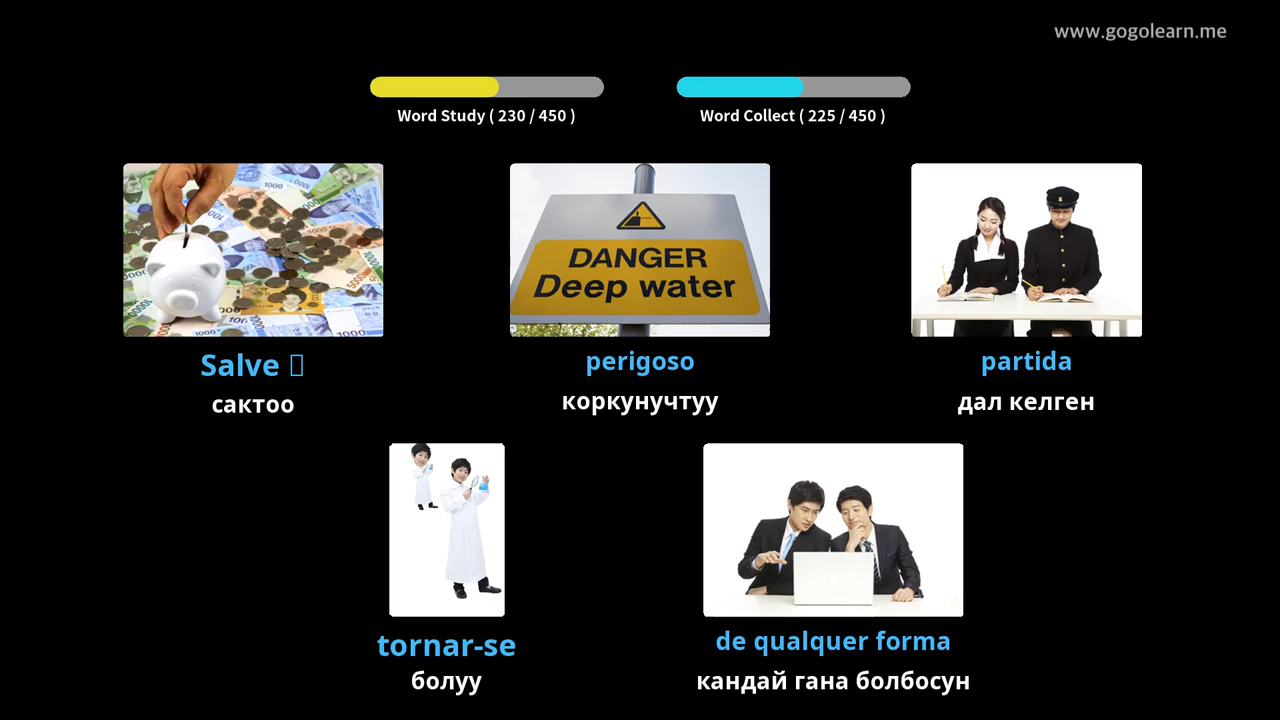 www.gogolearn.me
Word Study ( 230 / 450 )
Word Collect ( 225 / 450 )
DANGER
Deep water
Salve
perigoso
partida
сактоо
коркунучтуу
дал келген
tornar-se
de qualquer forma
болуу
кандай гана болбосун